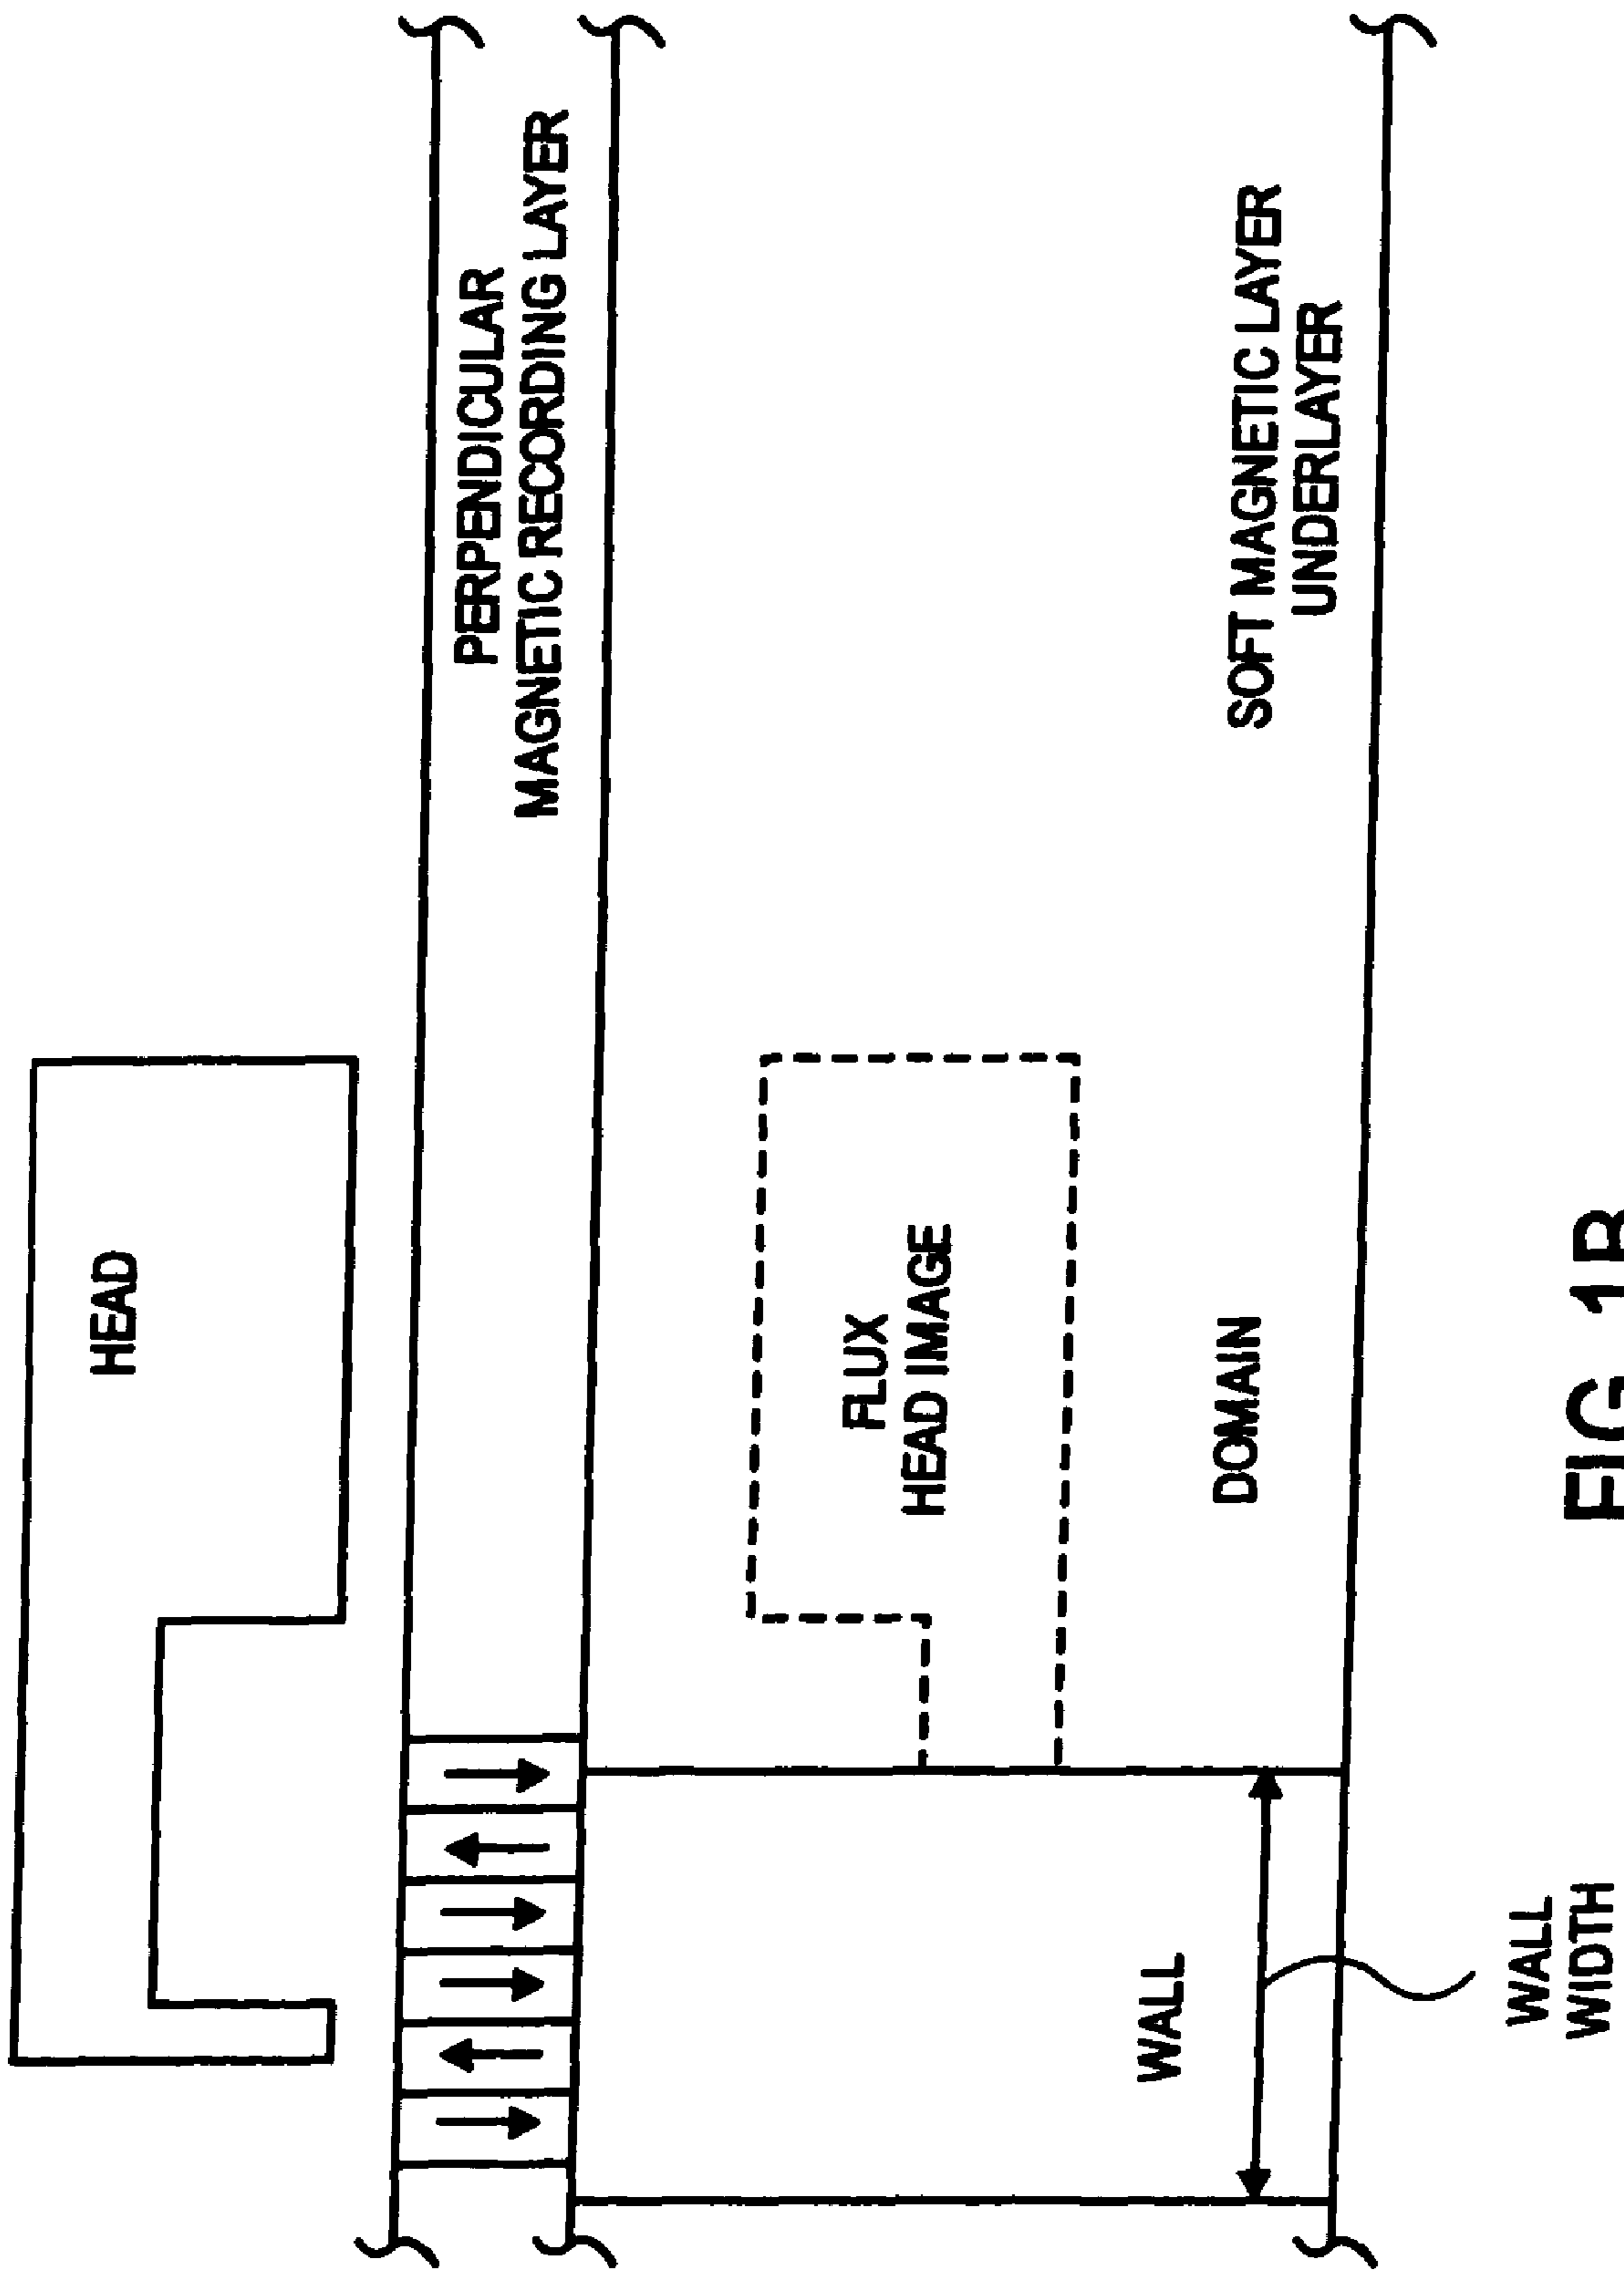 HEAD
PERPENDICULAR
MAGNETIC RECORDING LAYER
FLUX
HEAD IMAGE
DOMAIN
SOFT MAGNETIC LAYER
UNDERLAYER
WALL
WALL
WIDTH
FIG 1B